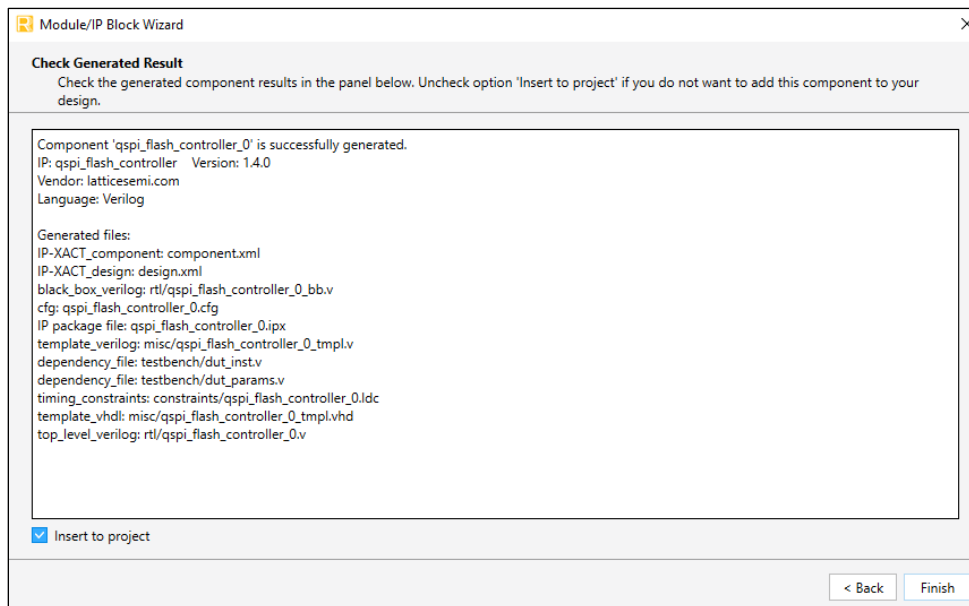 Module/IP Block Wizard
Check Generated Result
Check the generated component results in the panel below. Uncheck option 'Insert to project' if you do not want to add this component to your
design.
Component 'qspi_flash_controller_0' is successfully generated.
IP: qspi_flash_controller    Version: 1.4.0
Vendor: latticesemi.com
Language: Verilog
Generated files:
IP-XACT_component: component.xml
IP-XACT_design: design.xml
black_box_verilog: rtl/qspi_flash_controller_0_bb.v
cfg: qspi_flash_controller_0.cfg
IP package file: qspi_flash_controller_0.ipx
template_verilog: misc/qspi_flash_controller_0_tmpl.v
dependency_file: testbench/dut_inst.v
dependency_file: testbench/dut_params.v
timing_constraints: constraints/qspi_flash_controller_0.ldc
template_vhdl: misc/qspi_flash_controller_0_tmpl.vhd
top_level_verilog: rtl/qspi_flash_controller_0.v
Insert to project
< Back    Finish